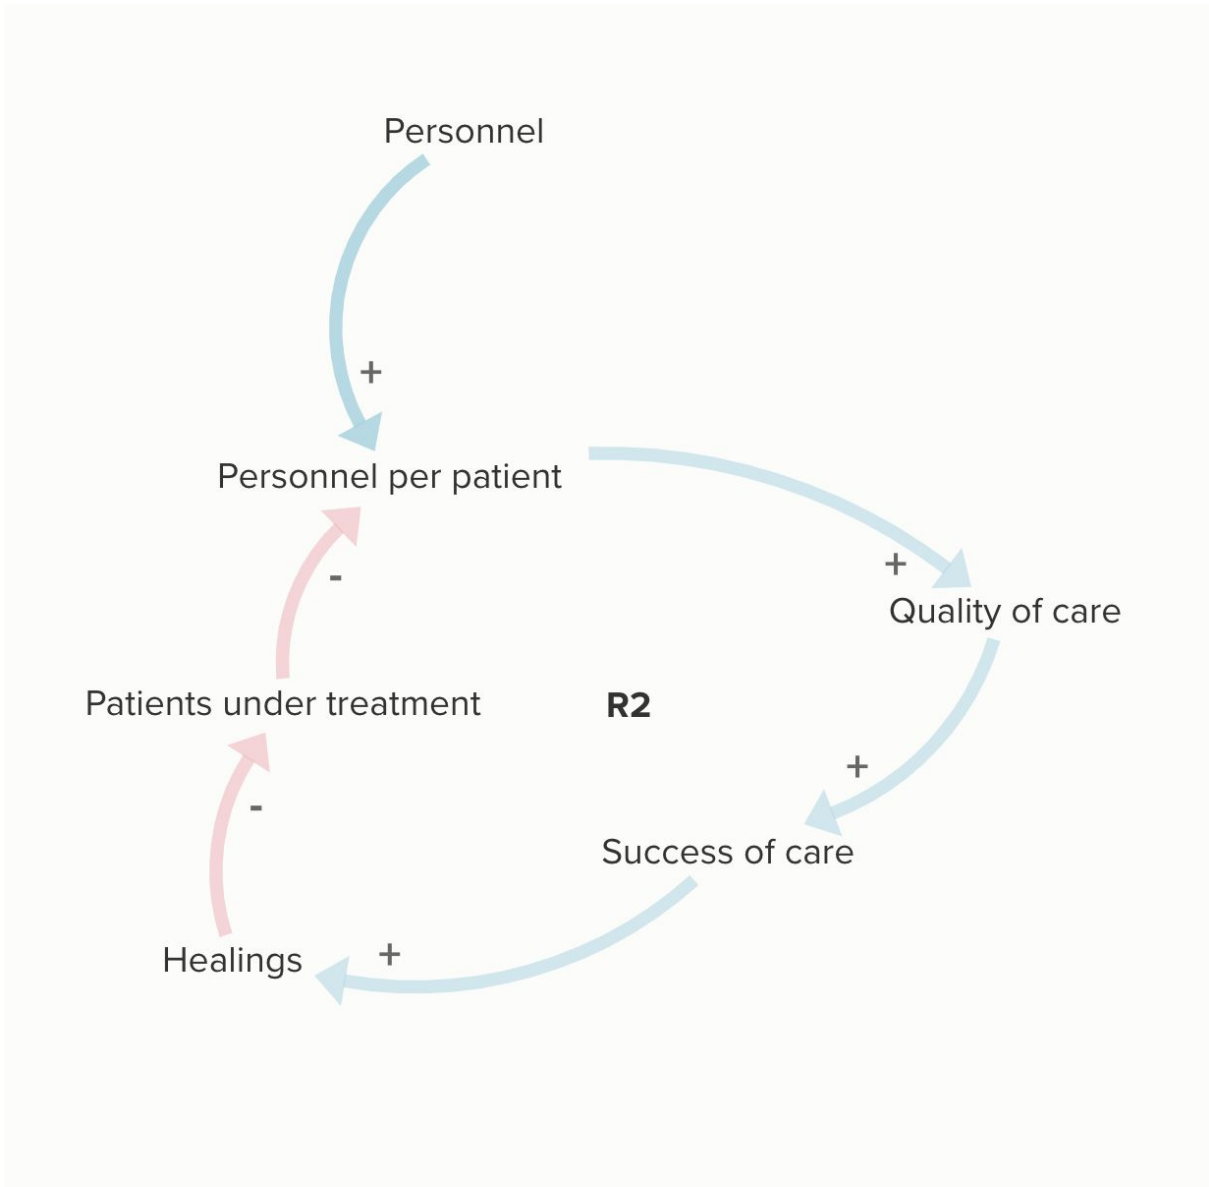 Personnel
+
Personnel per patient
+
-
Quality of care
Patients under treatment
R2
+
-
Success of care
+
Healings